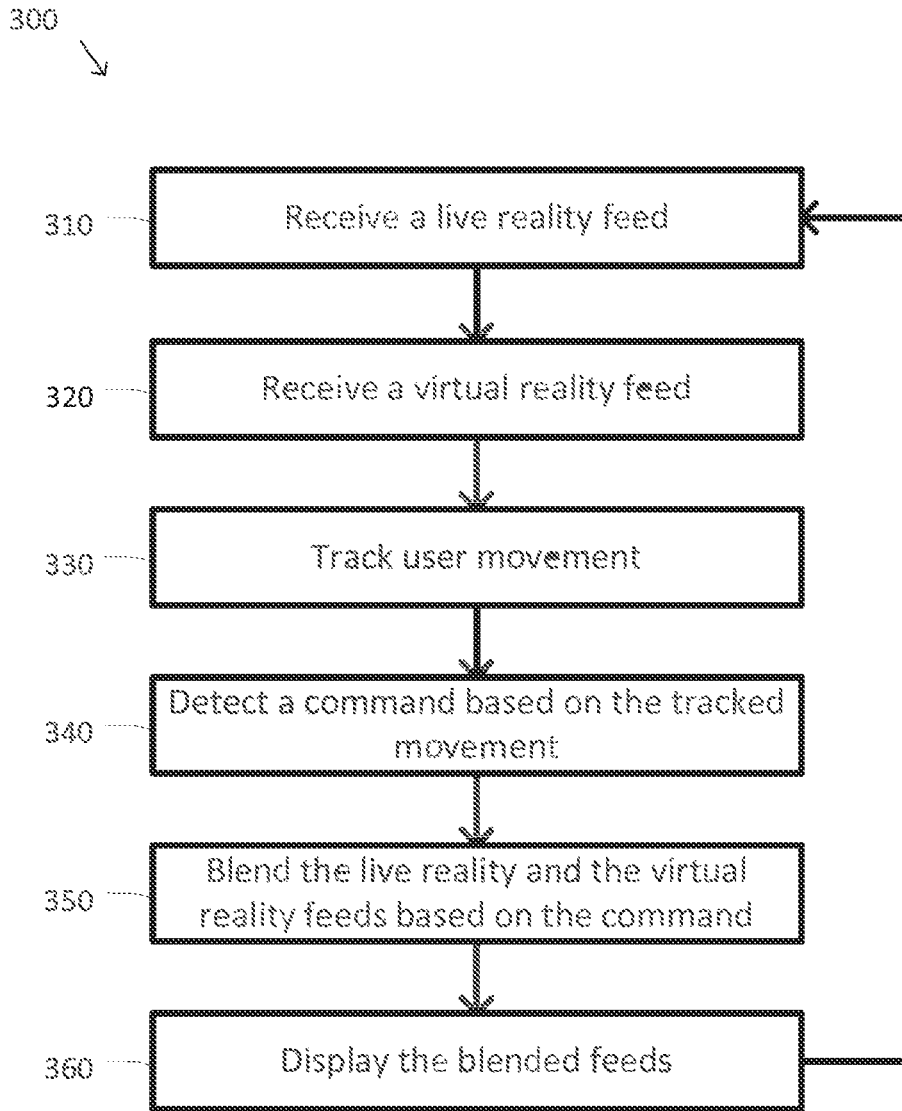 300
310
Receive a live reality feed
320
Receive a virtual reality feed
330
Track user movement
340
Detect a command based on the tracked
movement
350
Blend the live reality and the virtual
reality feeds based on the command
360
Display the blended feeds